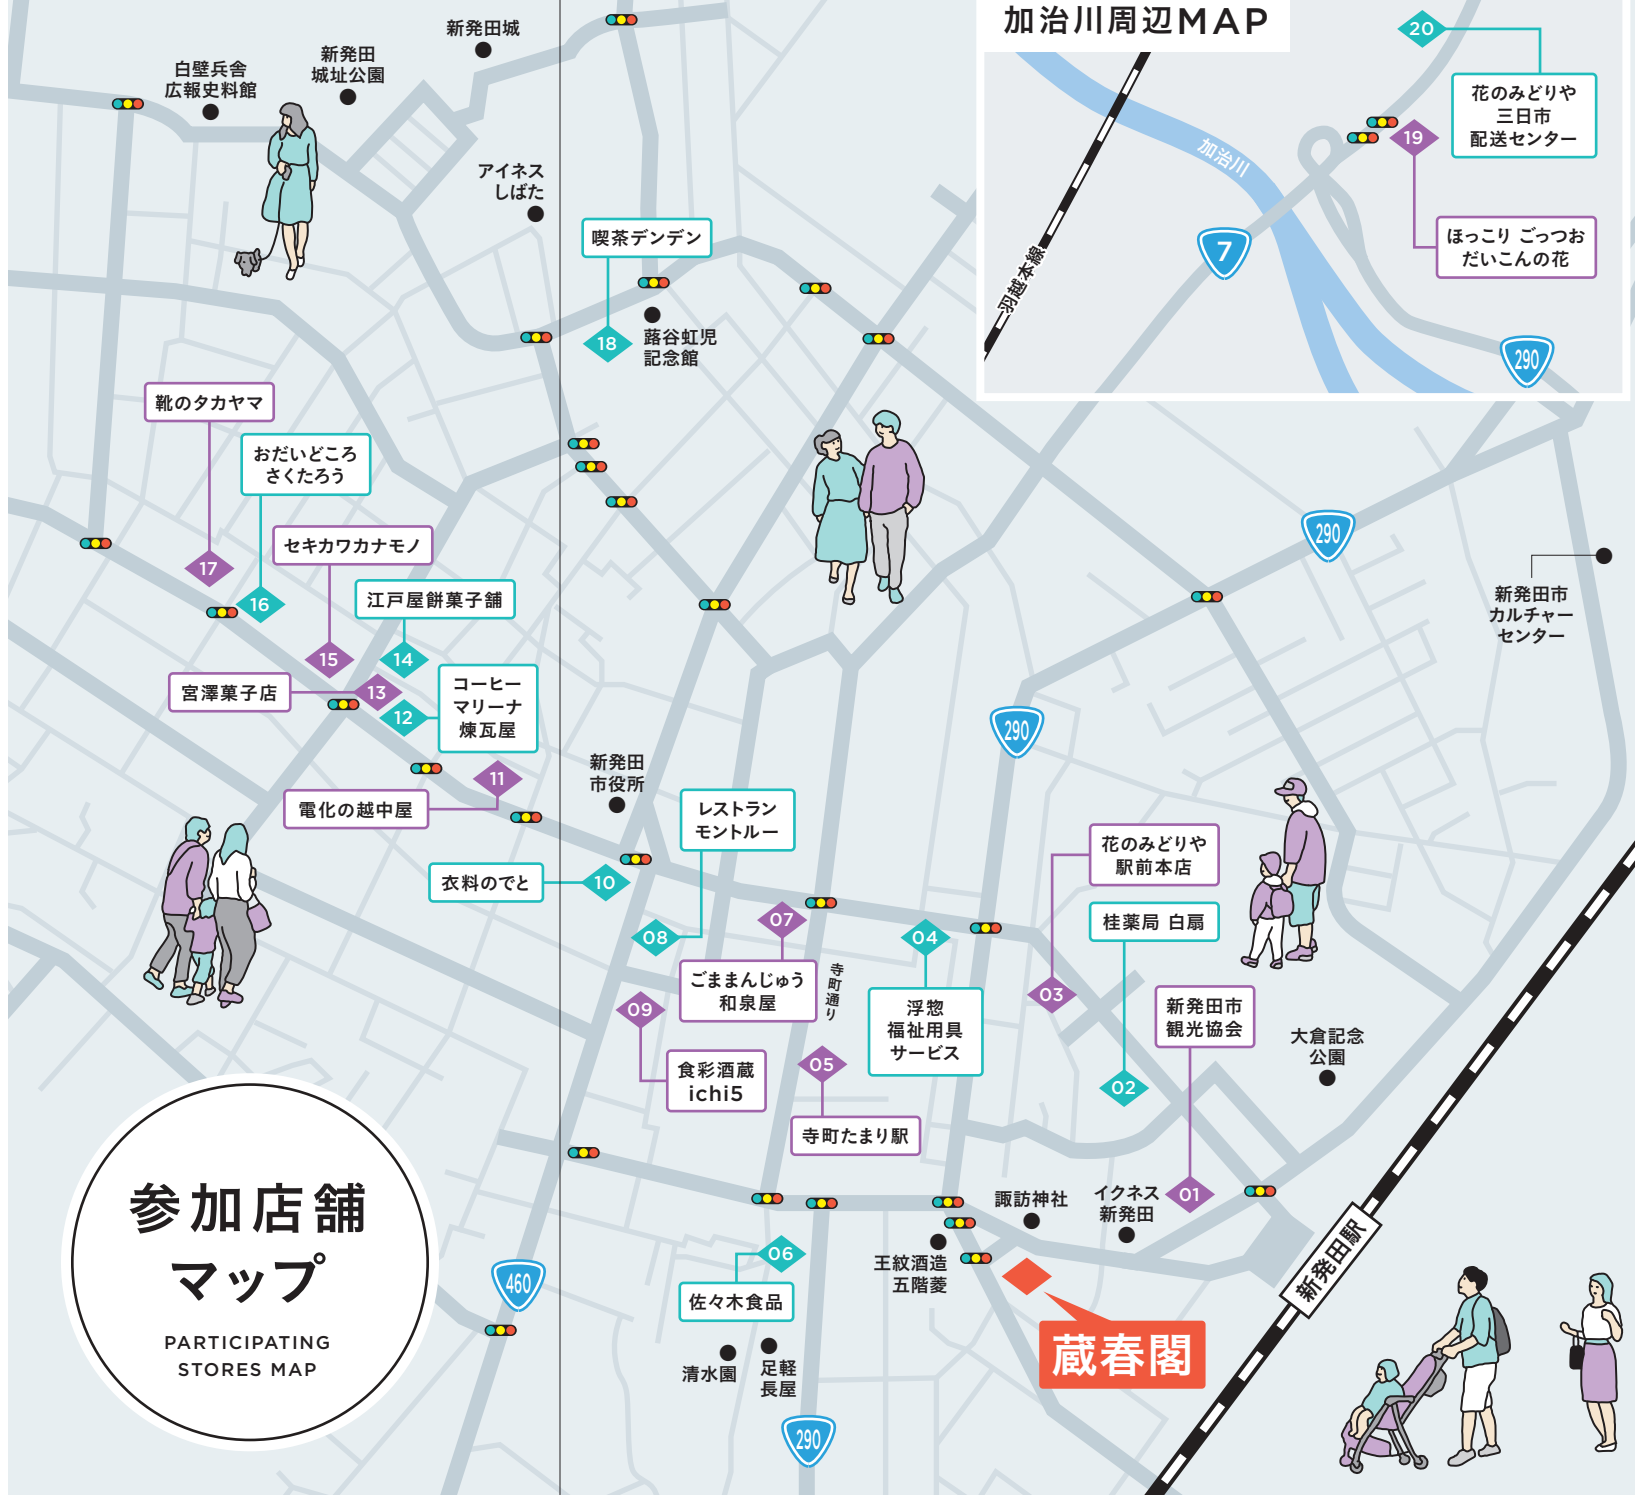 加治川周辺MAP
20
花のみどりや
三日市
配送センター
19
ほっこり ごっつお
だいこんの花
加治川
羽越本線
7
290
新発田城
新発田
城址公園
白壁兵舎
広報史料館
アイネス
しばた
喫茶デンデン
18
蕗谷虹児
記念館
靴のタカヤマ
17
おだいどころ
さくたろう
16
セキカワカナモノ
15
江戸屋餅菓子舗
14
宮澤菓子店
13
コーヒー
マリーナ
煉瓦屋
12
電化の越中屋
11
新発田
市役所
レストラン
モントルー
08
衣料のでと
10
07
ごままんじゅう
和泉屋
寺町通り
09
食彩酒蔵
ichi5
05
寺町たまり駅
04
浮惣
福祉用具
サービス
290
290
新発田市
カルチャー
センター
花のみどりや
駅前本店
03
桂薬局 白扇
02
新発田市
観光協会
01
大倉記念
公園
諏訪神社
イクネス
新発田
王紋酒造
五階菱
蔵春閣
新発田駅
06
佐々木食品
清水園
足軽
長屋
290
460
参加店舗
マップ
PARTICIPATING
STORES MAP